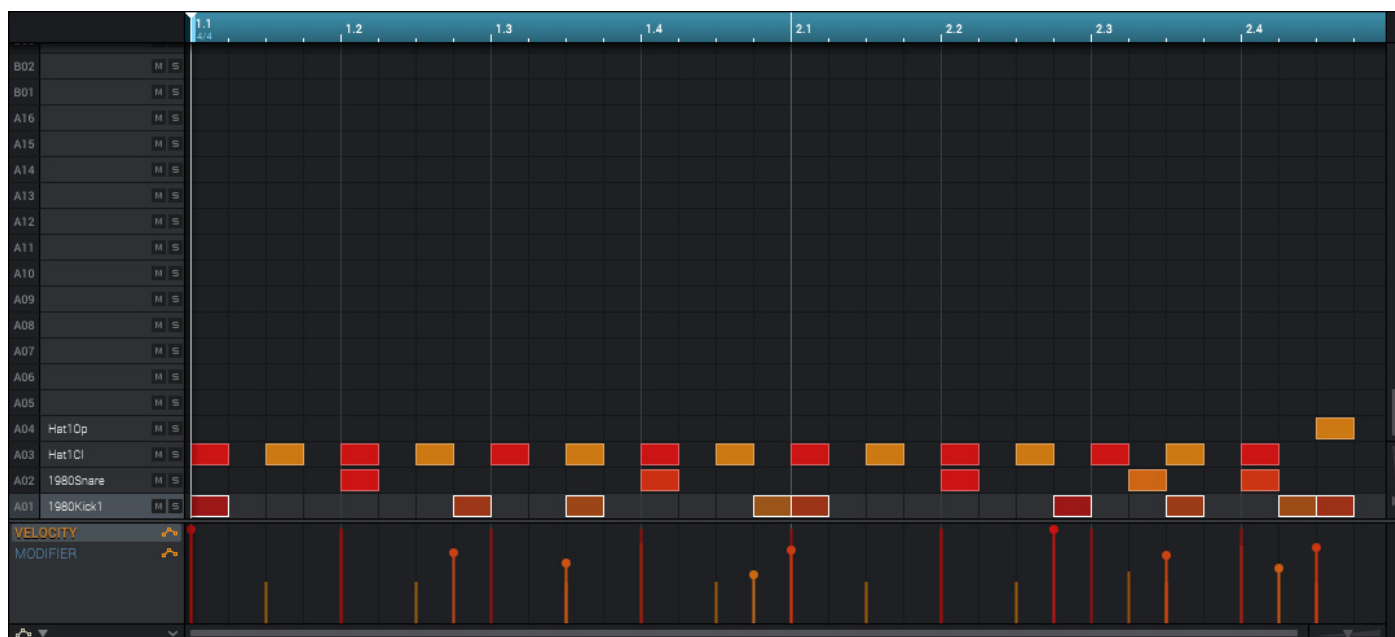 1.1
4/4
1.2
1.3
1.4
2.1
2.2
2.3
2.4
B02 M S
B01 M S
A16 M S
A15 M S
A14 M S
A13 M S
A12 M S
A11 M S
A10 M S
A09 M S
A08 M S
A07 M S
A06 M S
A05 M S
A04 Hat1Op M S
A03 Hat1Cl M S
A02 1980Snare M S
A01 1980Kick1 M S
VELOCITY
MODIFIER